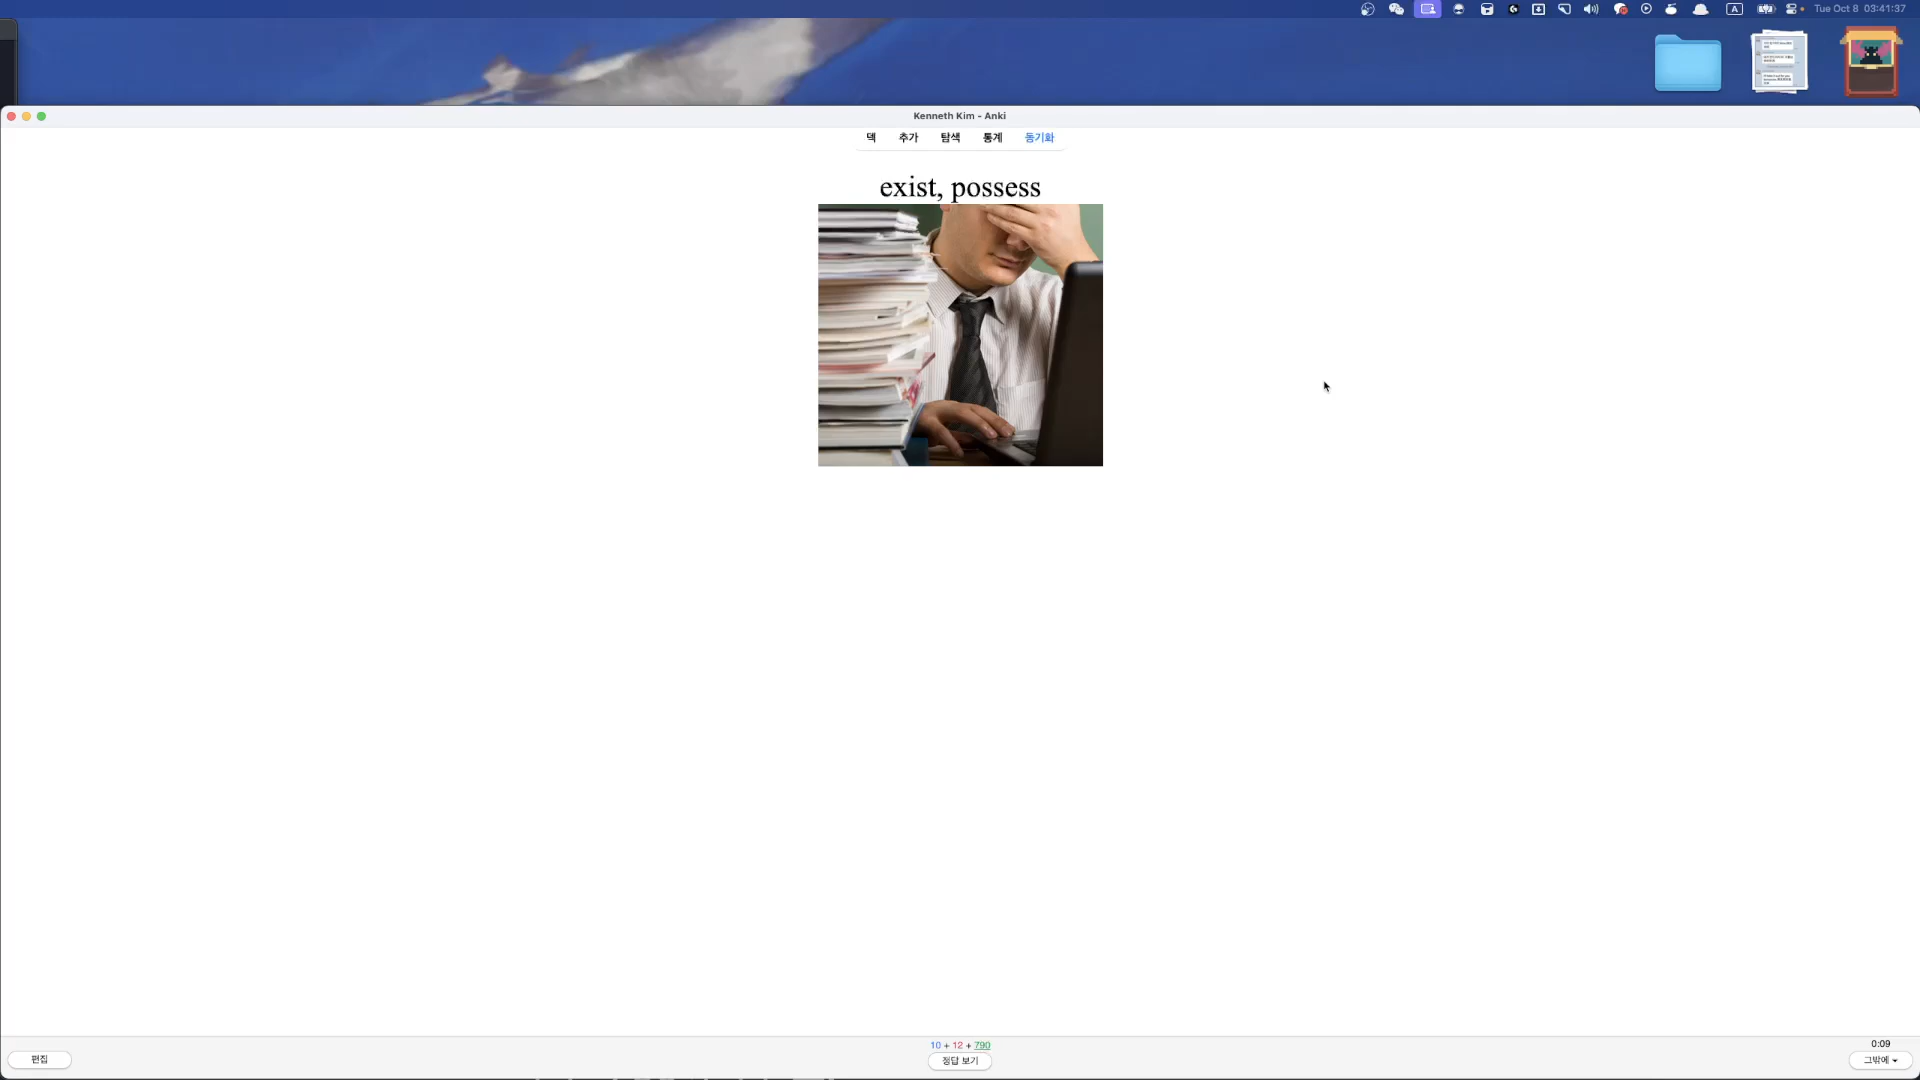 Tue Oct 8 03:41:37
Kenneth Kim - Anki
덱 추가 탐색 통계 동기화
exist, possess
10 + 12 + 790
0:09
편집
정답 보기
그밖에